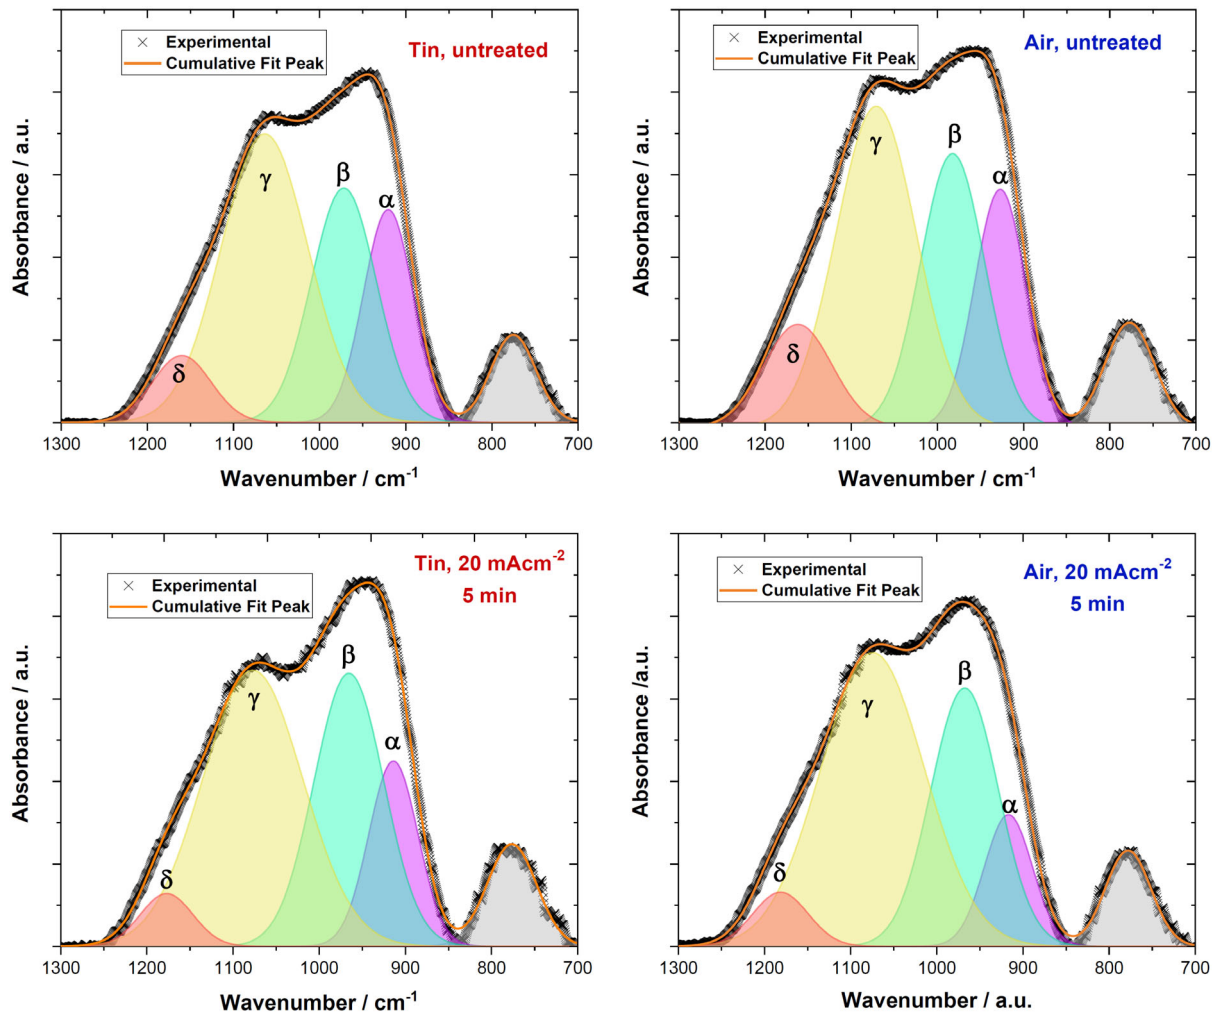 Experimental
Cumulative Fit Peak
Tin, untreated
γ
β
α
δ
Absorbance / a.u.
1300 1200 1100 1000 900 800 700
Wavenumber / cm⁻¹
Experimental
Cumulative Fit Peak
Air, untreated
γ
β
α
δ
Absorbance / a.u.
1300 1200 1100 1000 900 800 700
Wavenumber / cm⁻¹
Experimental
Cumulative Fit Peak
Tin, 20 mAcm⁻²
5 min
γ
β
α
δ
Absorbance / a.u.
1300 1200 1100 1000 900 800 700
Wavenumber / cm⁻¹
Experimental
Cumulative Fit Peak
Air, 20 mAcm⁻²
5 min
γ
β
α
δ
Absorbance /a.u.
1300 1200 1100 1000 900 800 700
Wavenumber / a.u.